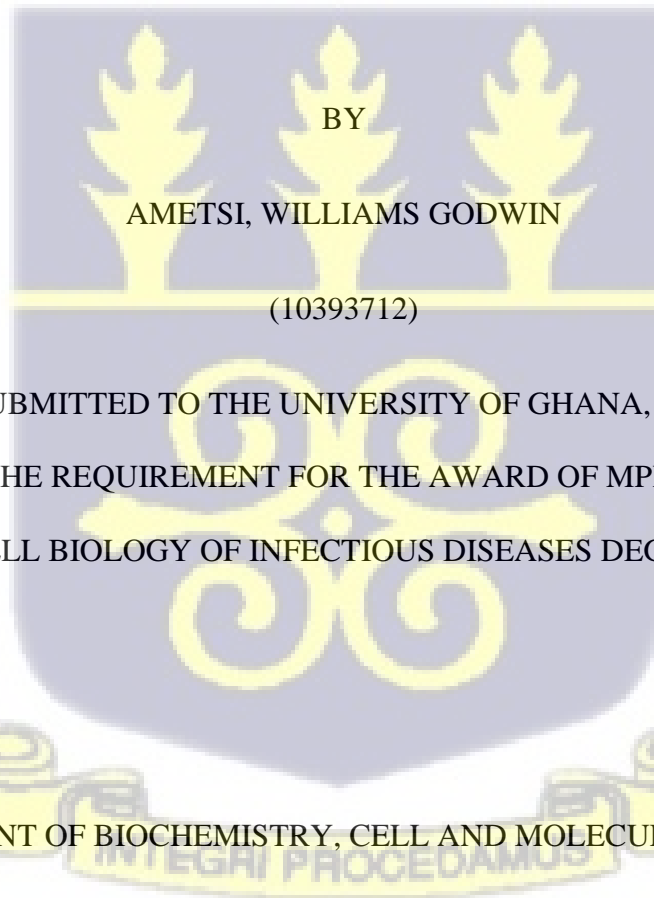 BY
AMETSI, WILLIAMS GODWIN
(10393712)
UBMITTED TO THE UNIVERSITY OF GHANA,
HE REQUIREMENT FOR THE AWARD OF MP
LL BIOLOGY OF INFECTIOUS DISEASES DE
NT OF BIOCHEMISTRY, CELL AND MOLECU
INTEGRI PROCEDAMUS